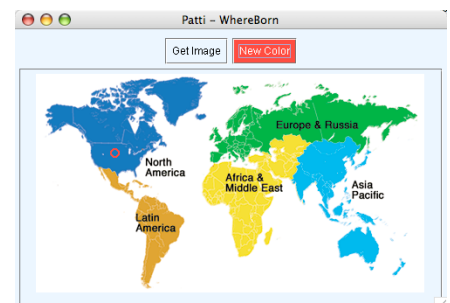 Patti - WhereBorn
Get Image
New Color
Europe & Russia
North
America
Africa &
Middle East
Asia
Pacific
Latin
America